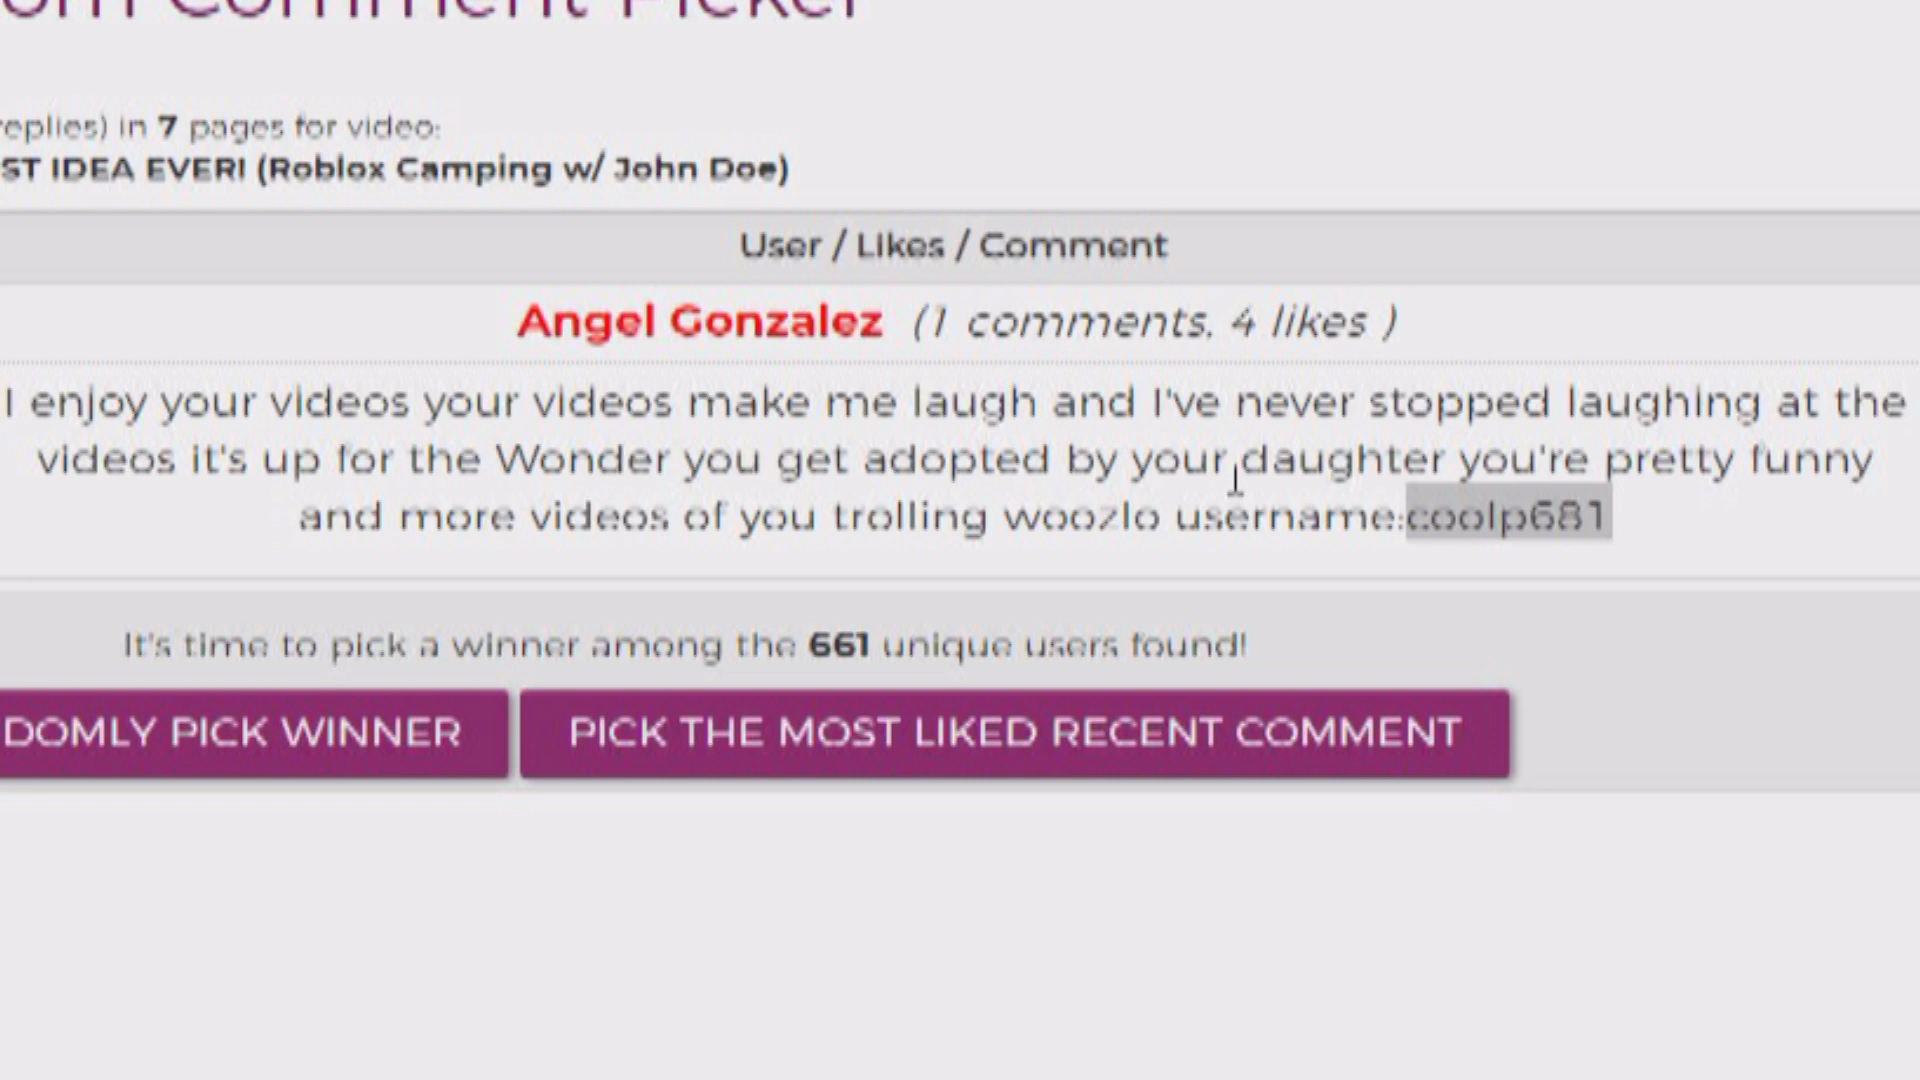 om Comment Picker
replies) in 7 pages for video:
ST IDEA EVER! (Roblox Camping w/ John Doe)
User / Likes / Comment
Angel Gonzalez (1 comments, 4 likes )
I enjoy your videos your videos make me laugh and I've never stopped laughing at the
videos it's up for the Wonder you get adopted by your daughter you're pretty funny
and more videos of you trolling woozlo username:coolp681
It's time to pick a winner among the 661 unique users found!
DOMLY PICK WINNER
PICK THE MOST LIKED RECENT COMMENT